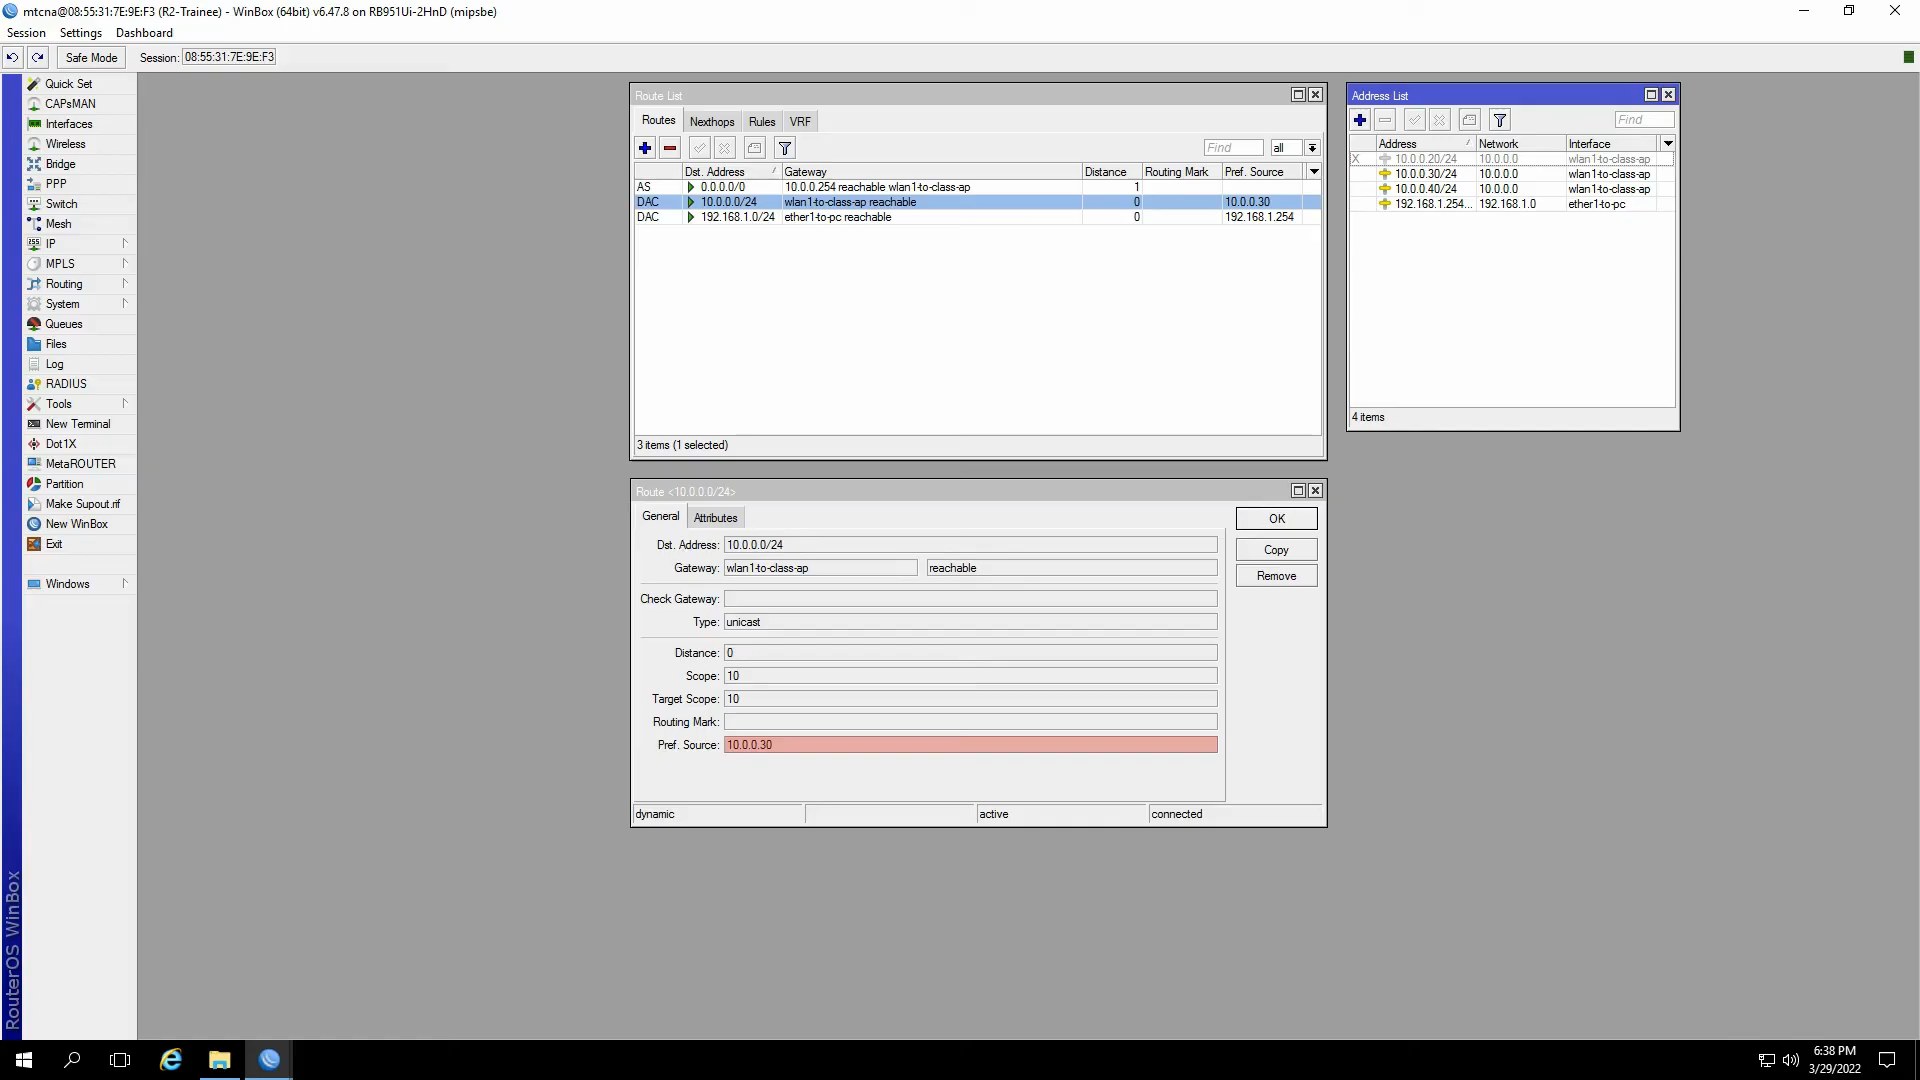 mtcna@08:55:31:7E:9E:F3 (R2-Trainee) - WinBox (64bit) v6.47.8 on RB951Ui-2HnD (mipsbe)
Session Settings Dashboard
Safe Mode Session: 08:55:31:7E:9E:F3
Quick Set
CAPsMAN
Interfaces
Wireless
Bridge
PPP
Switch
Mesh
IP
MPLS
Routing
System
Queues
Files
Log
RADIUS
Tools
New Terminal
Dot1X
MetaROUTER
Partition
Make Supout.rif
New WinBox
Exit
Windows
RouterOS WinBox
Route List
Routes Nexthops Rules VRF
Find all
Dst. Address Gateway Distance Routing Mark Pref. Source
AS 0.0.0.0/0 10.0.0.254 reachable wlan1-to-class-ap 1
DAC 10.0.0.0/24 wlan1-to-class-ap reachable 0 10.0.0.30
DAC 192.168.1.0/24 ether1-to-pc reachable 0 192.168.1.254
3 items (1 selected)
Address List
Find
Address Network Interface
X 10.0.0.20/24 10.0.0.0 wlan1-to-class-ap
10.0.0.30/24 10.0.0.0 wlan1-to-class-ap
10.0.0.40/24 10.0.0.0 wlan1-to-class-ap
192.168.1.254... 192.168.1.0 ether1-to-pc
4 items
Route <10.0.0.0/24>
General Attributes
Dst. Address: 10.0.0.0/24
Gateway: wlan1-to-class-ap reachable
Check Gateway:
Type: unicast
Distance: 0
Scope: 10
Target Scope: 10
Routing Mark:
Pref. Source: 10.0.0.30
OK
Copy
Remove
dynamic active connected
6:38 PM
3/29/2022